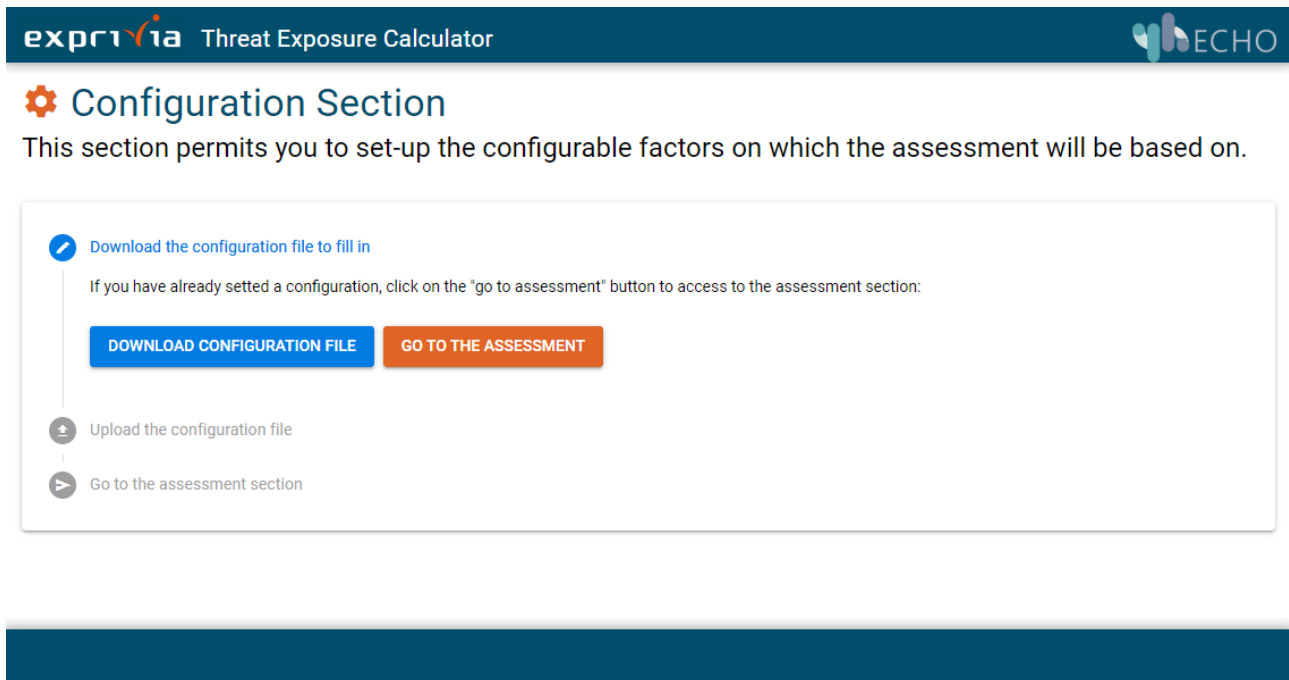 exprivia Threat Exposure Calculator
ECHO
Configuration Section
This section permits you to set-up the configurable factors on which the assessment will be based on.
Download the configuration file to fill in
If you have already setted a configuration, click on the "go to assessment" button to access to the assessment section:
DOWNLOAD CONFIGURATION FILE
GO TO THE ASSESSMENT
Upload the configuration file
Go to the assessment section